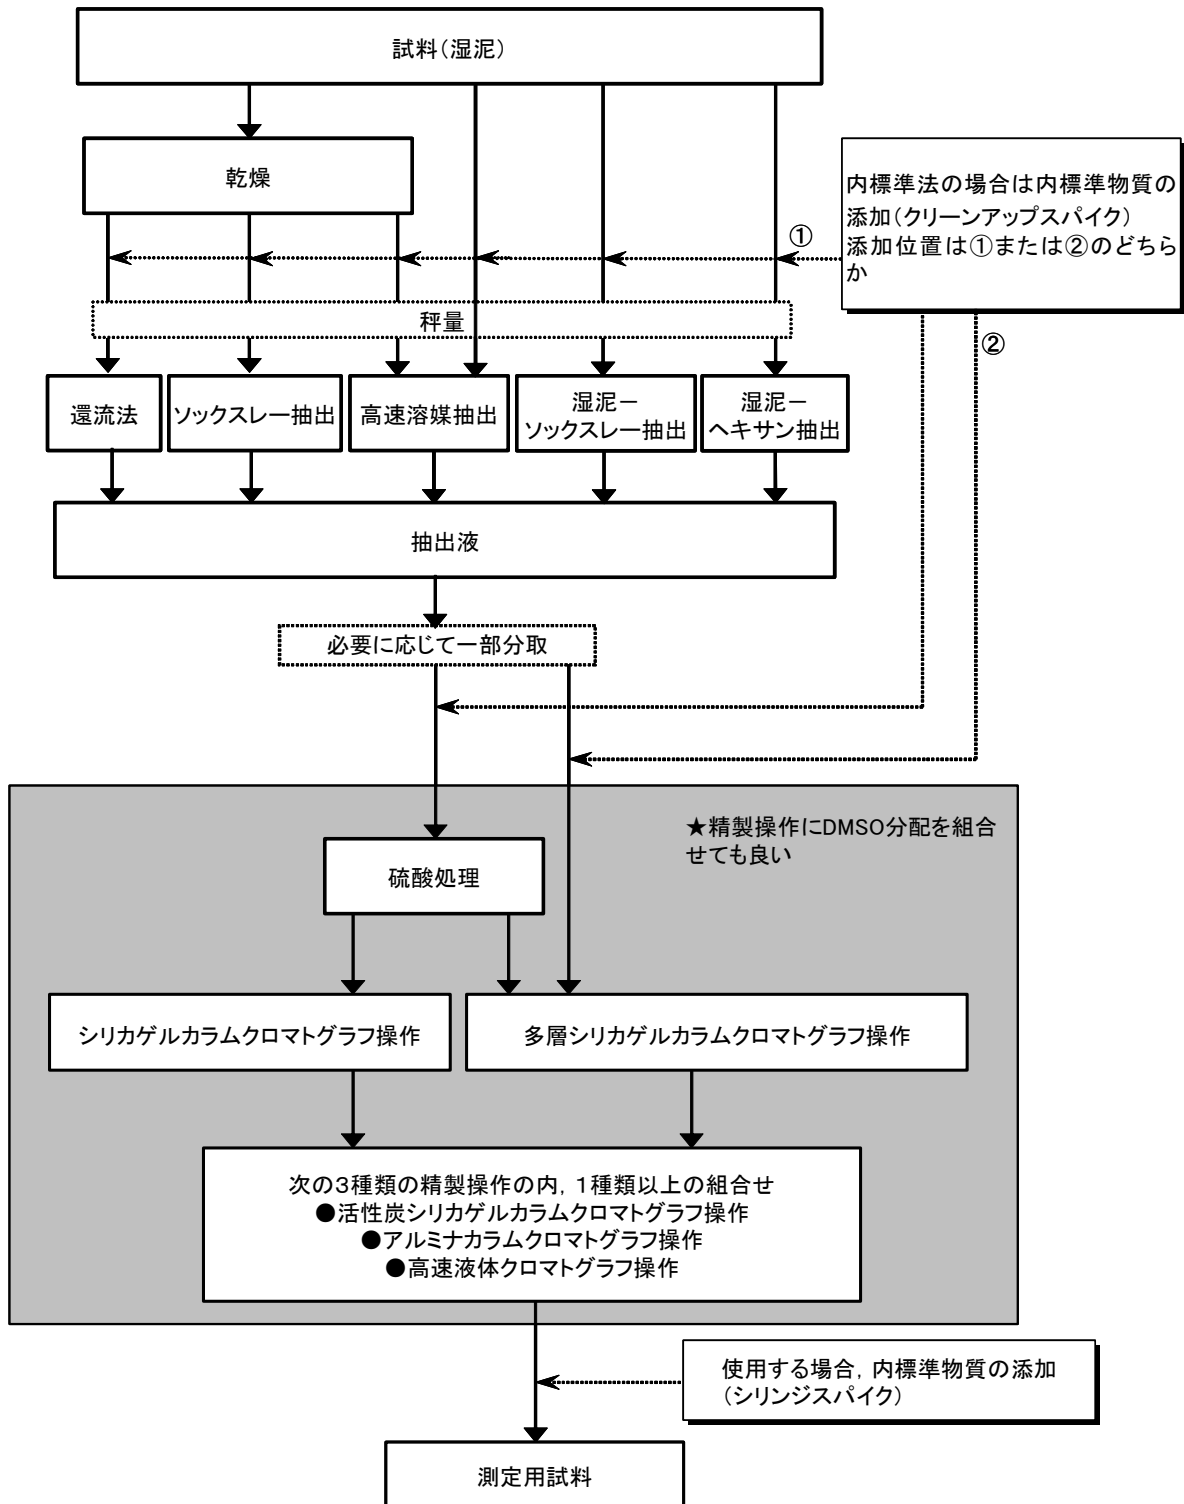 試料(湿泥)
乾燥
内標準法の場合は内標準物質の
添加(クリーンアップスパイク)
添加位置は①または②のどちら
か
①
秤量
②
還流法
ソックスレー抽出
高速溶媒抽出
湿泥-
ソックスレー抽出
湿泥-
ヘキサン抽出
抽出液
必要に応じて一部分取
★精製操作にDMSO分配を組合
せても良い
硫酸処理
シリカゲルカラムクロマトグラフ操作
多層シリカゲルカラムクロマトグラフ操作
次の3種類の精製操作の内,1種類以上の組合せ
●活性炭シリカゲルカラムクロマトグラフ操作
●アルミナカラムクロマトグラフ操作
●高速液体クロマトグラフ操作
使用する場合,内標準物質の添加
(シリンジスパイク)
測定用試料